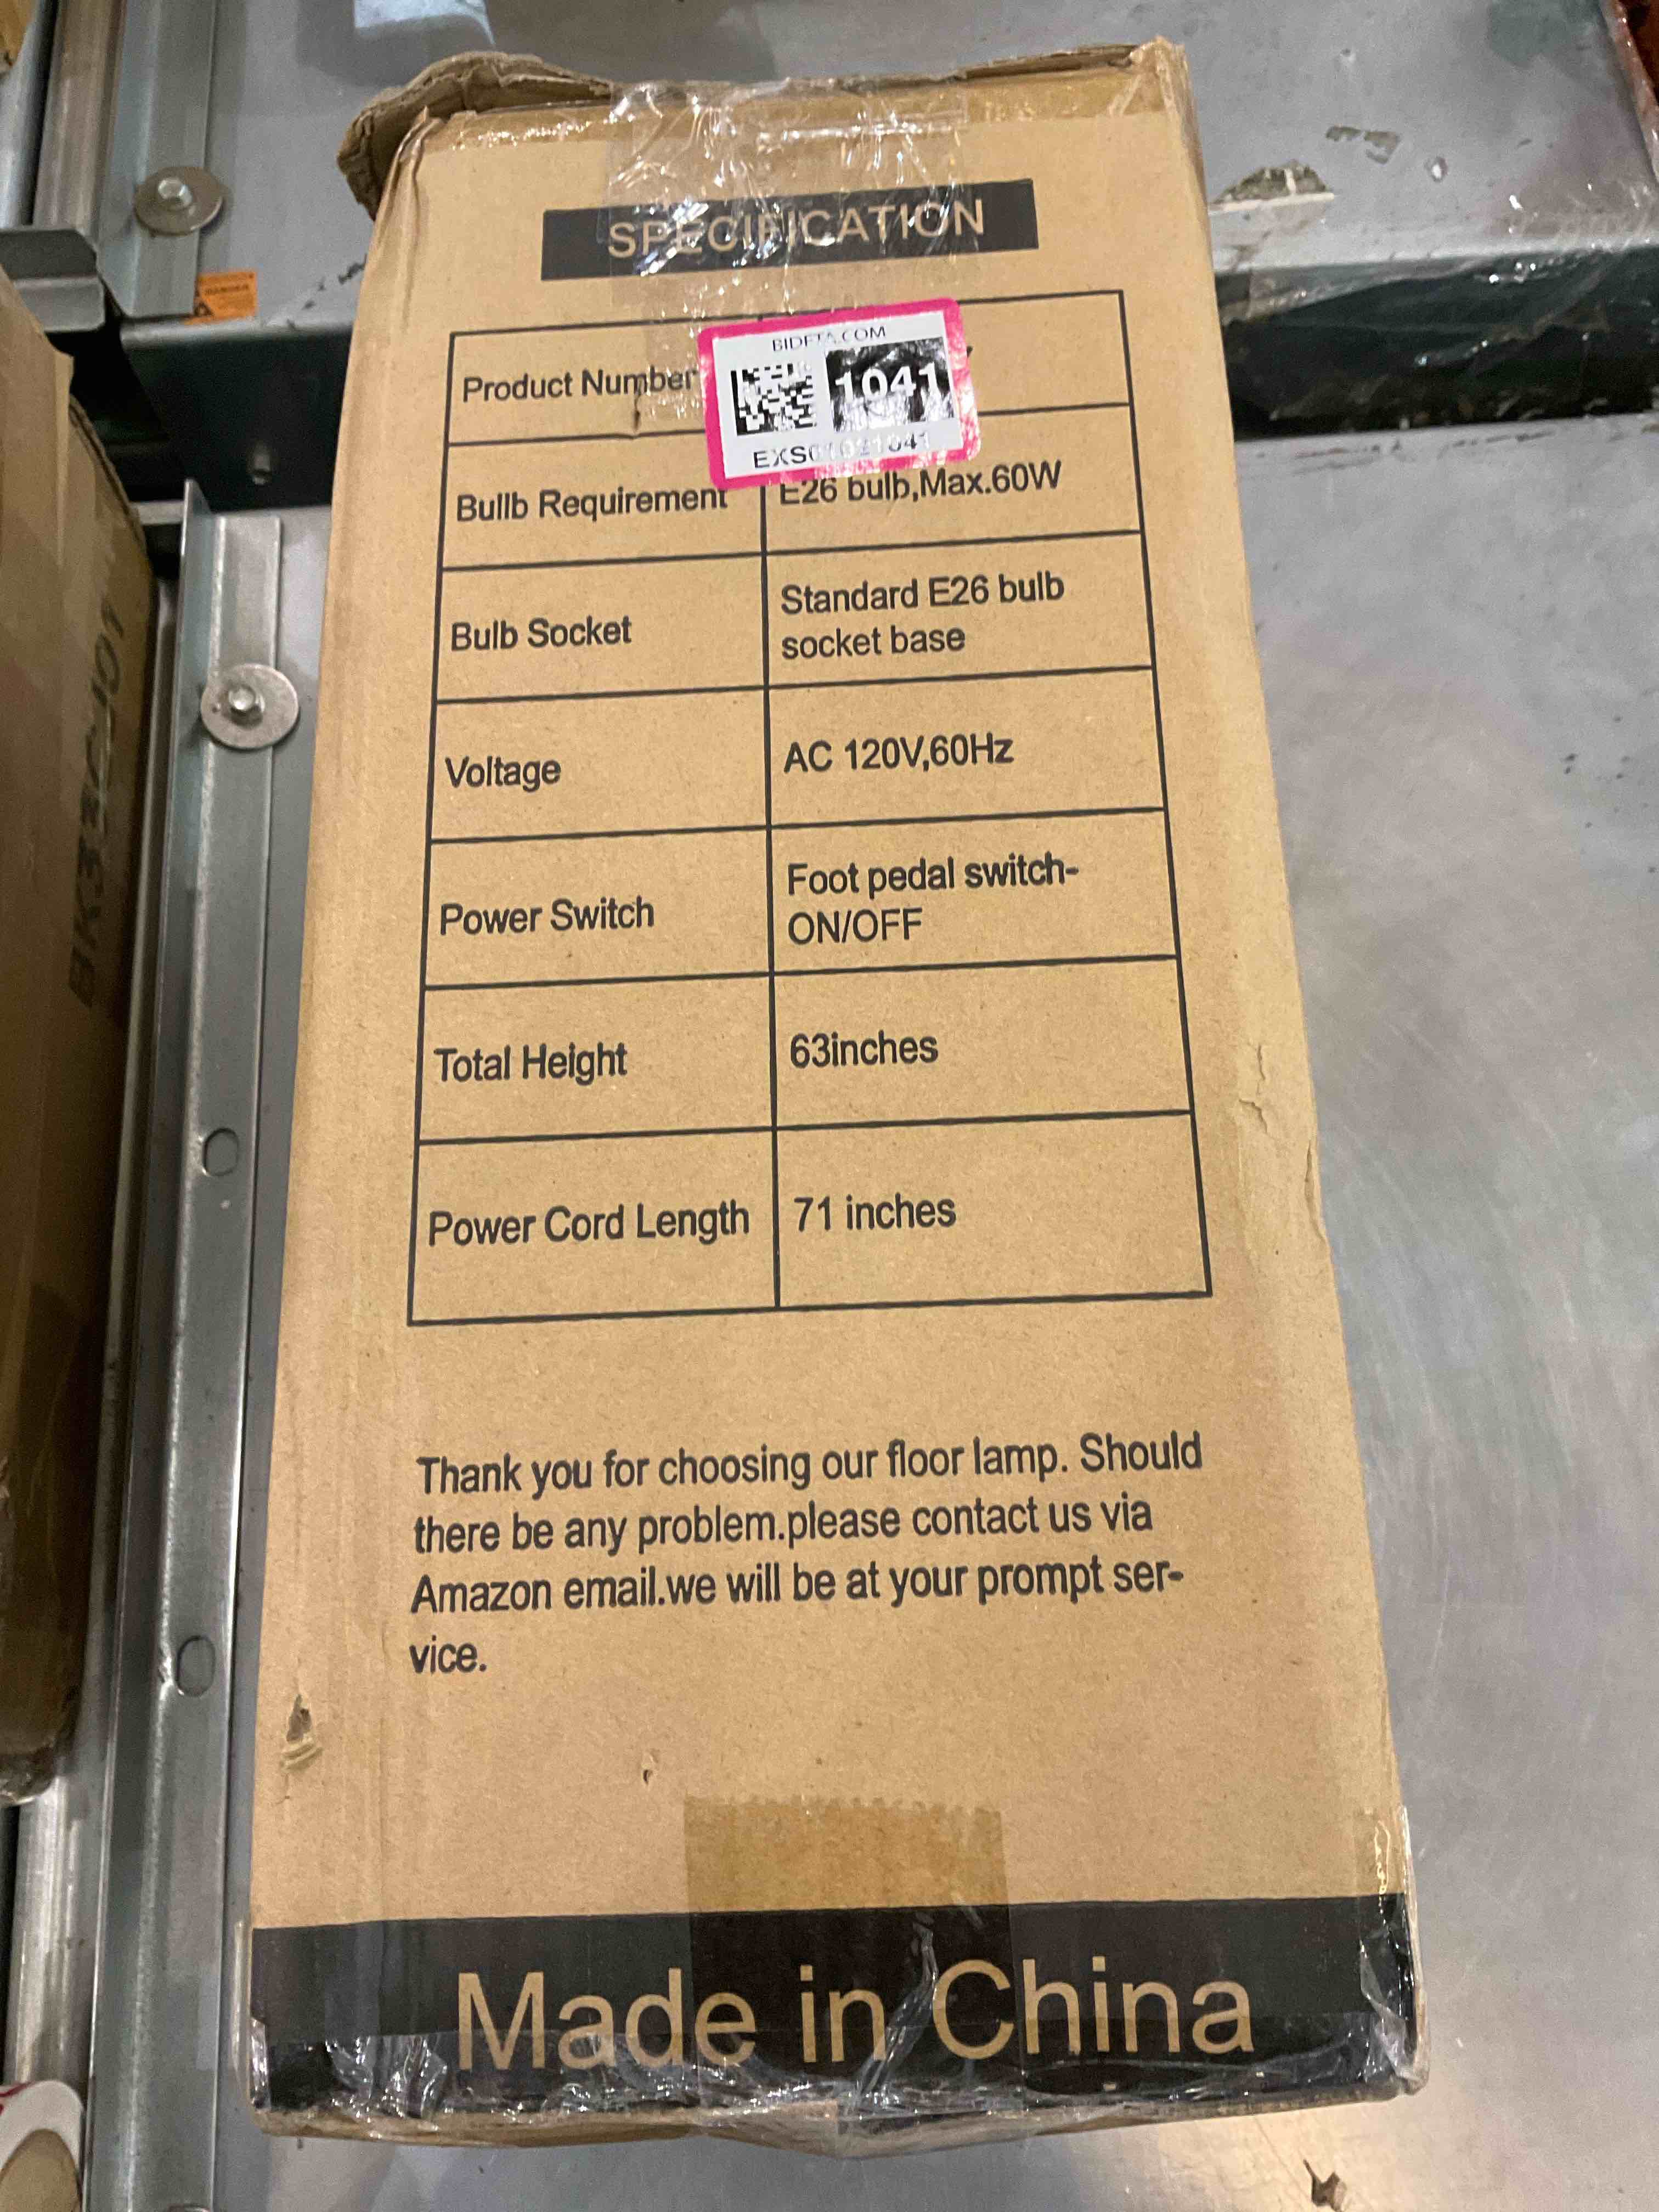 SPECIFICATION
Product Number
BIDFTA.COM
1041
Bullb Requirement
E26 bulb,Max.60W
Bulb Socket
Standard E26 bulb
socket base
Voltage
AC 120V,60Hz
Power Switch
Foot pedal switch-
ON/OFF
Total Height
63inches
Power Cord Length
71 inches
Thank you for choosing our floor lamp. Should
there be any problem.please contact us via
Amazon email.we will be at your prompt ser-
vice.
Made in China